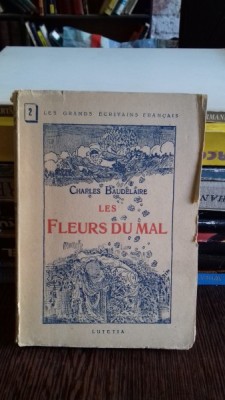 2
LES GRANDS ÉCRIVAINS FRANÇAIS
CHARLES BAUDELAIRE
LES
FLEURS DU MAL
LUTETIA